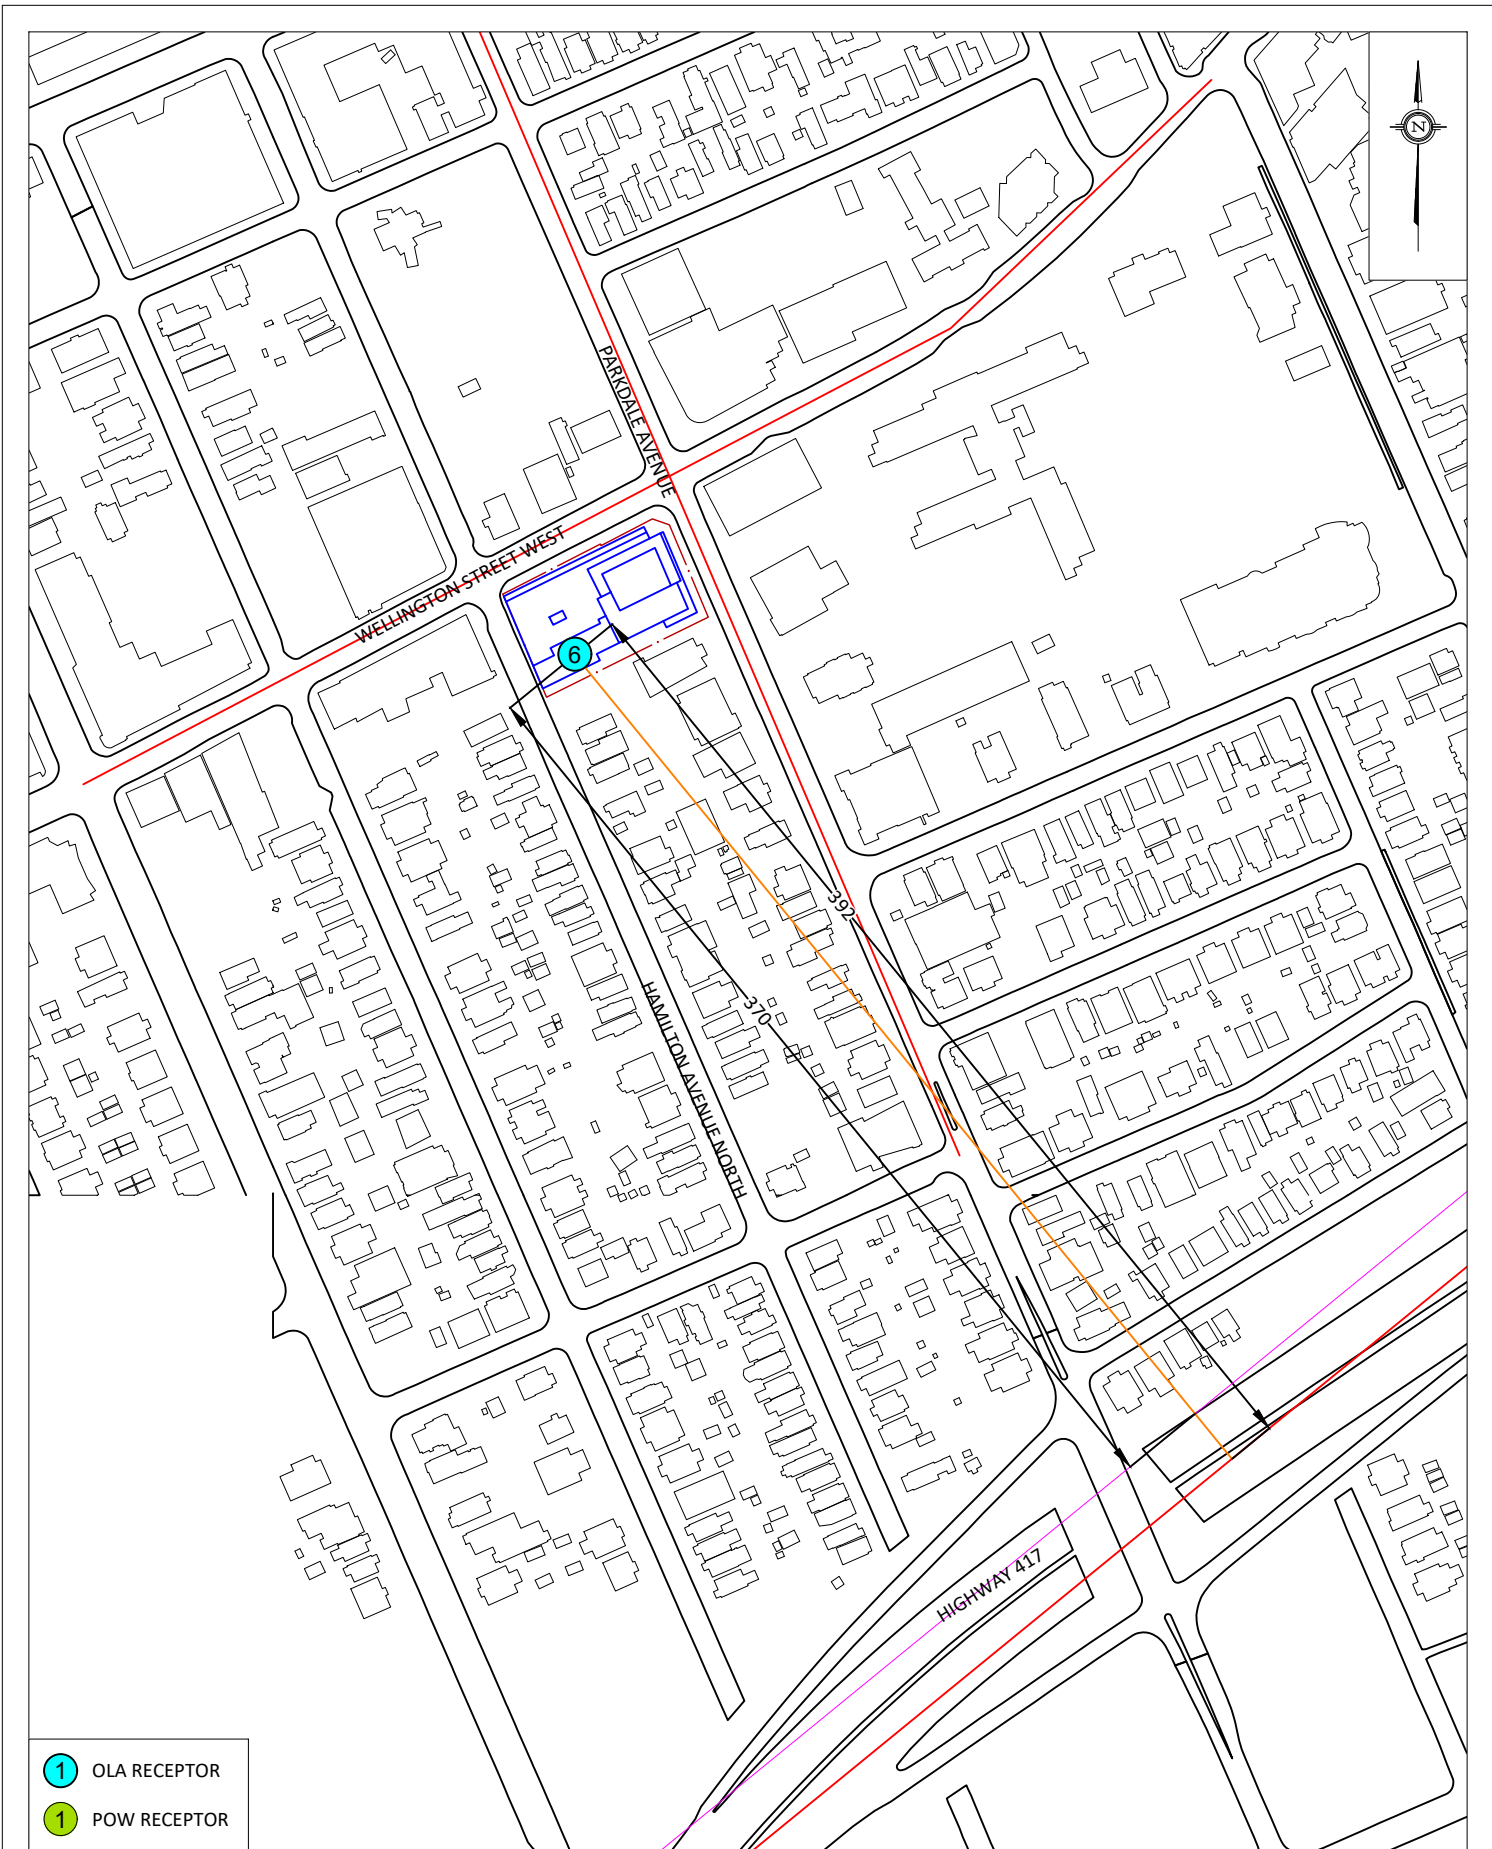 N
PARKDALE AVENUE
WELLINGTON STREET WEST
6
392
370
HAMILTON AVENUE NORTH
HIGHWAY 417
1 OLA RECEPTOR
1 POW RECEPTOR